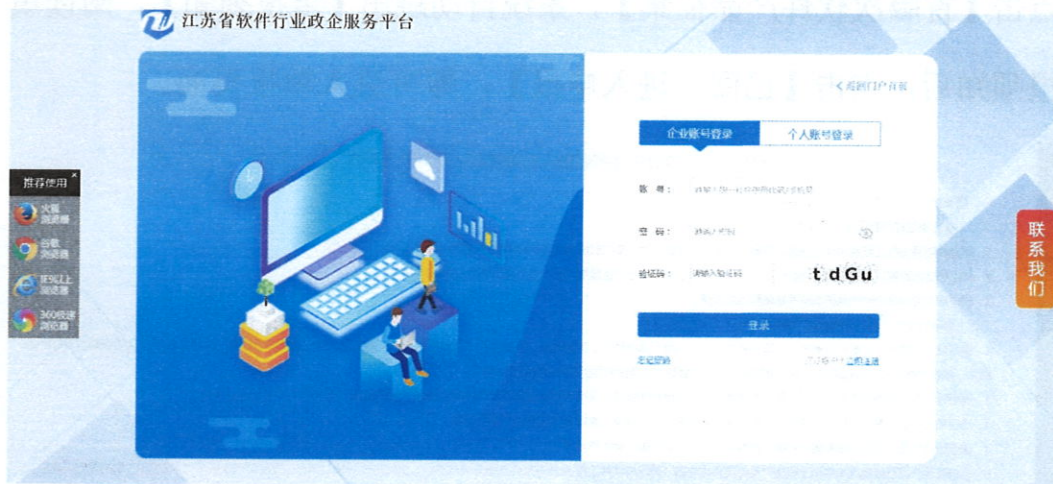 江苏省软件行业政企服务平台
返回门户首页
企业账号登录
个人账号登录
推荐使用
×
火狐
浏览器
谷歌
浏览器
IE9以上
浏览器
360极速
浏览器
账 号：
密 码：
请输入密码
验证码：
请输入验证码
t d G u
登录
忘记密码
立即注册
联系我们